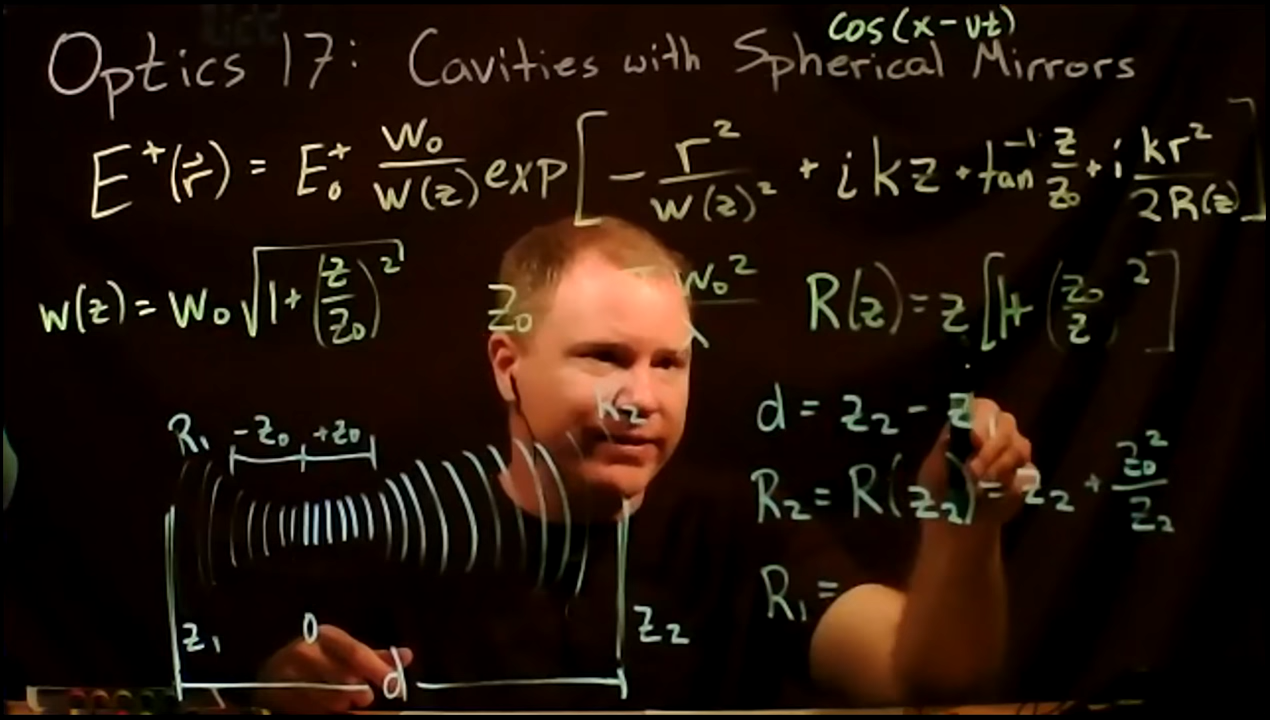 cos(x-vt)
Optics 17: Cavities with Spherical Mirrors
E⁺(r⃗) = E₀⁺ w₀/w(z) exp[-r²/w(z)² + ikz + tan⁻¹ z/z₀ + i kr²/2R(z)]
w(z) = w₀√(1+(z/z₀)²) z₀ w₀²/λ R(z) = z[1+(z₀/z)²]
d = z₂ - z₁
R₁ -z₀ +z₀ R₂
R₂ = R(z₂) = z₂ + z₀²/z₂
R₁ =
z₁ 0 z₂
d